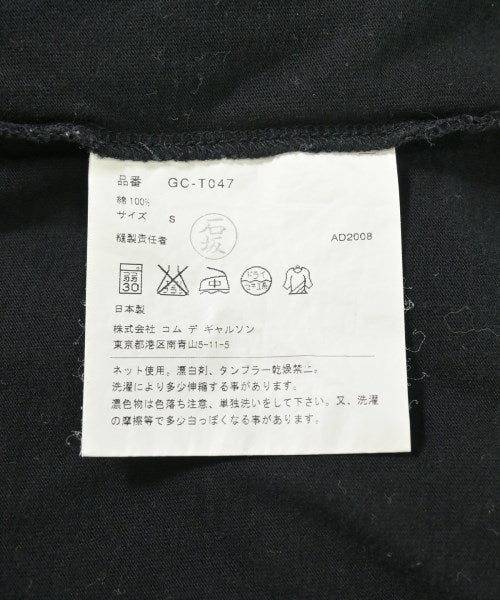 品番 GC-T047
綿 100%
サイズ S
縫製責任者 石坂 AD2008
弱 30 中 ドライ
日本製
株式会社 コム デ ギャルソン
東京都港区南青山5-11-5
ネット使用。漂白剤、タンブラー乾燥禁止。
洗濯により多少伸縮する事があります。
濃色物は色落ち注意、単独洗いをして下さい。又、洗濯
の摩擦等で多少白っぽくなる事があります。